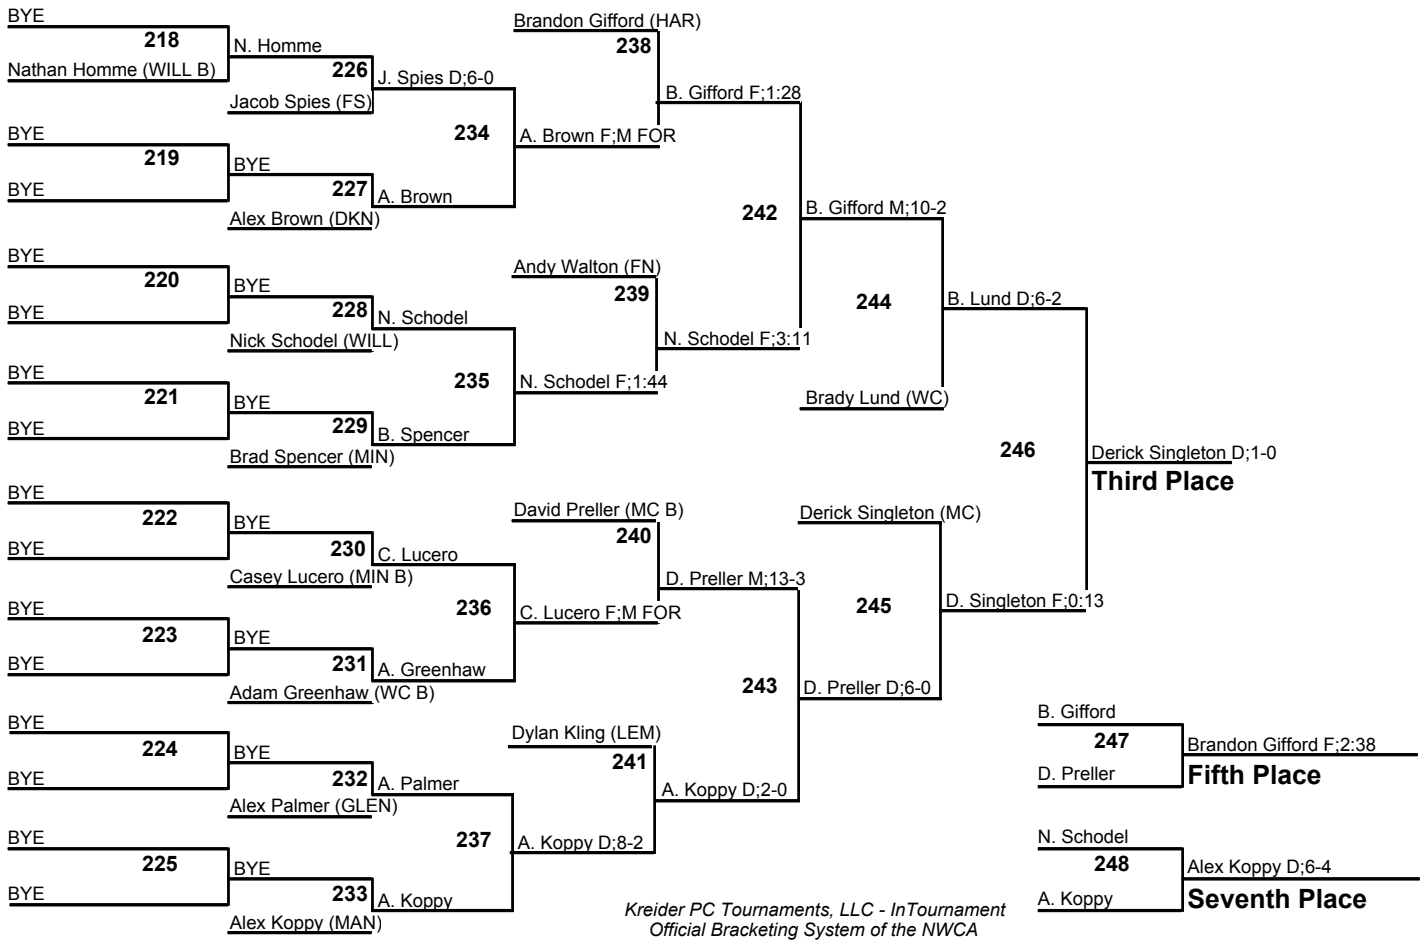 BYE
218
Nathan Homme (WILL B)
N. Homme
226
Jacob Spies (FS)
J. Spies D;6-0
BYE
219
BYE
BYE
227
Alex Brown (DKN)
A. Brown
234
A. Brown F;M FOR
Brandon Gifford (HAR)
238
B. Gifford F;1:28
BYE
220
BYE
BYE
228
Nick Schodel (WILL)
N. Schodel
BYE
221
BYE
BYE
229
Brad Spencer (MIN)
B. Spencer
235
N. Schodel F;1:44
Andy Walton (FN)
239
N. Schodel F;3:11
242
B. Gifford M;10-2
244
Brady Lund (WC)
B. Lund D;6-2
BYE
222
BYE
BYE
230
Casey Lucero (MIN B)
C. Lucero
BYE
223
BYE
BYE
231
Adam Greenhaw (WC B)
A. Greenhaw
236
C. Lucero F;M FOR
David Preller (MC B)
240
D. Preller M;13-3
BYE
224
BYE
BYE
232
Alex Palmer (GLEN)
A. Palmer
BYE
225
BYE
BYE
233
Alex Koppy (MAN)
A. Koppy
237
A. Koppy D;8-2
Dylan Kling (LEM)
241
A. Koppy D;2-0
243
D. Preller D;6-0
Derick Singleton (MC)
245
D. Singleton F;0:13
246
Derick Singleton D;1-0
Third Place
B. Gifford
247
D. Preller
Brandon Gifford F;2:38
Fifth Place
N. Schodel
248
A. Koppy
Alex Koppy D;6-4
Seventh Place
Kreider PC Tournaments, LLC - InTournament
Official Bracketing System of the NWCA